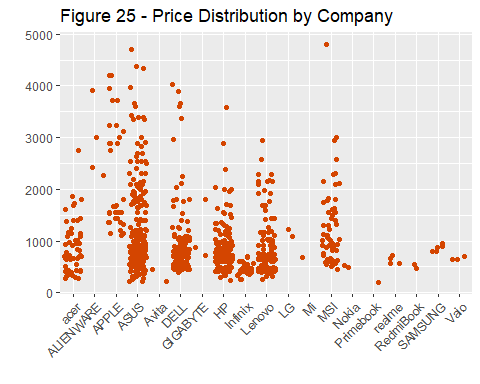 Figure 25 - Price Distribution by Company
5000
4000
3000
2000
1000
0
acer
ALIENWARE
APPLE
ASUS
Avita
DELL
GIGABYTE
HP
Infinix
Lenovo
LG
Mi
MSI
Nokia
Primebook
realme
RedmiBook
SAMSUNG
Vaio